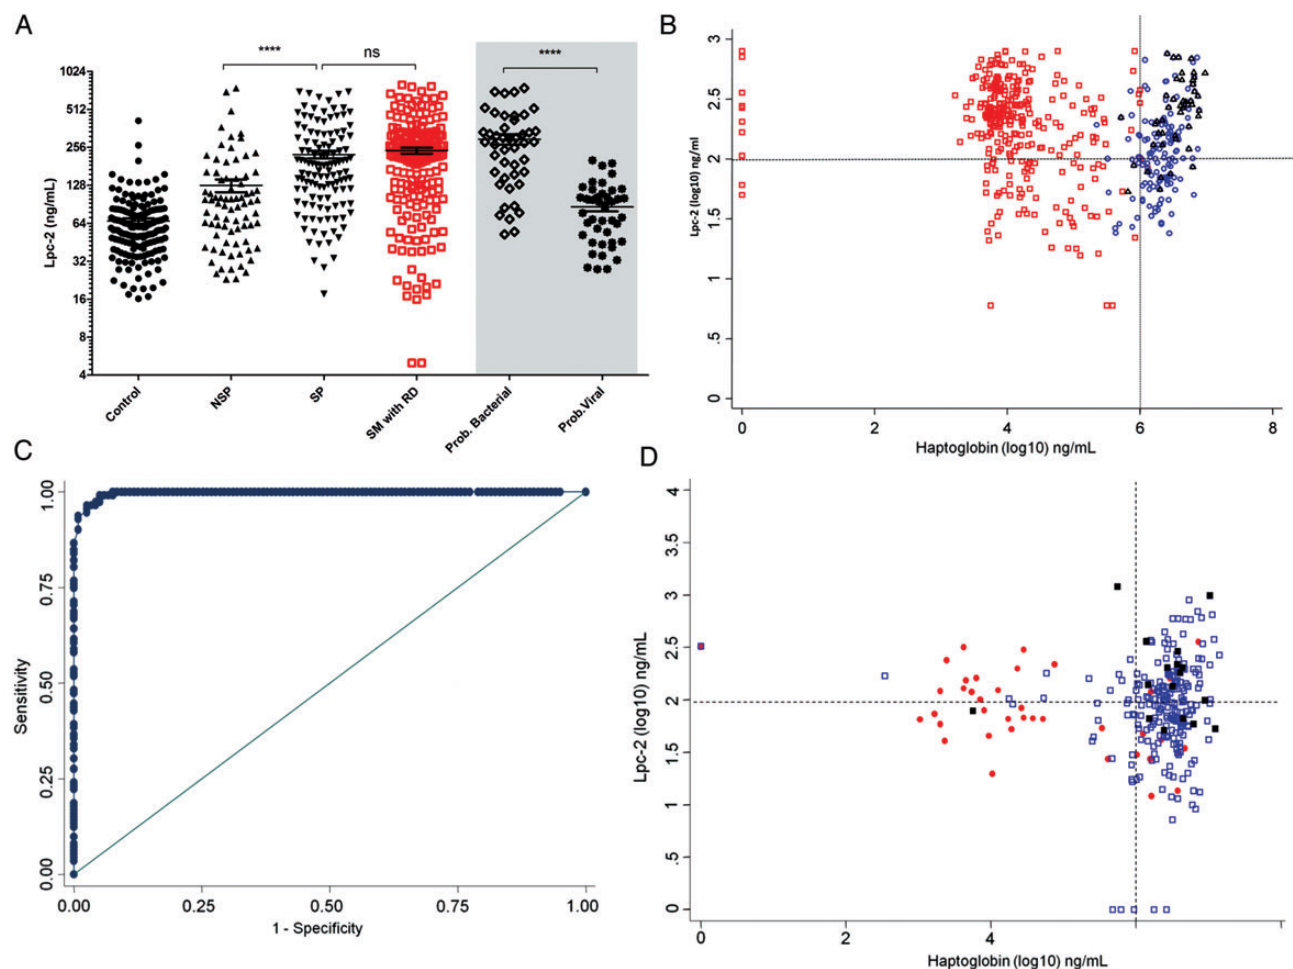 A
****
ns
****
Lpc-2 (ng/mL)
1024
512
256
128
64
32
16
8
4
Control
NSP
SP
SM with RD
Prob. Bacterial
Prob.Viral
B
Lpc-2 (log10) ng/ml
3
2.5
2
1.5
1
.5
0
0
2
4
6
8
Haptoglobin (log10) ng/mL
C
Sensitivity
1.00
0.75
0.50
0.25
0.00
0.00
0.25
0.50
0.75
1.00
1 - Specificity
D
Lpc-2 (log10) ng/mL
4
3.5
3
2.5
2
1.5
1
.5
0
0
2
4
Haptoglobin (log10) ng/mL